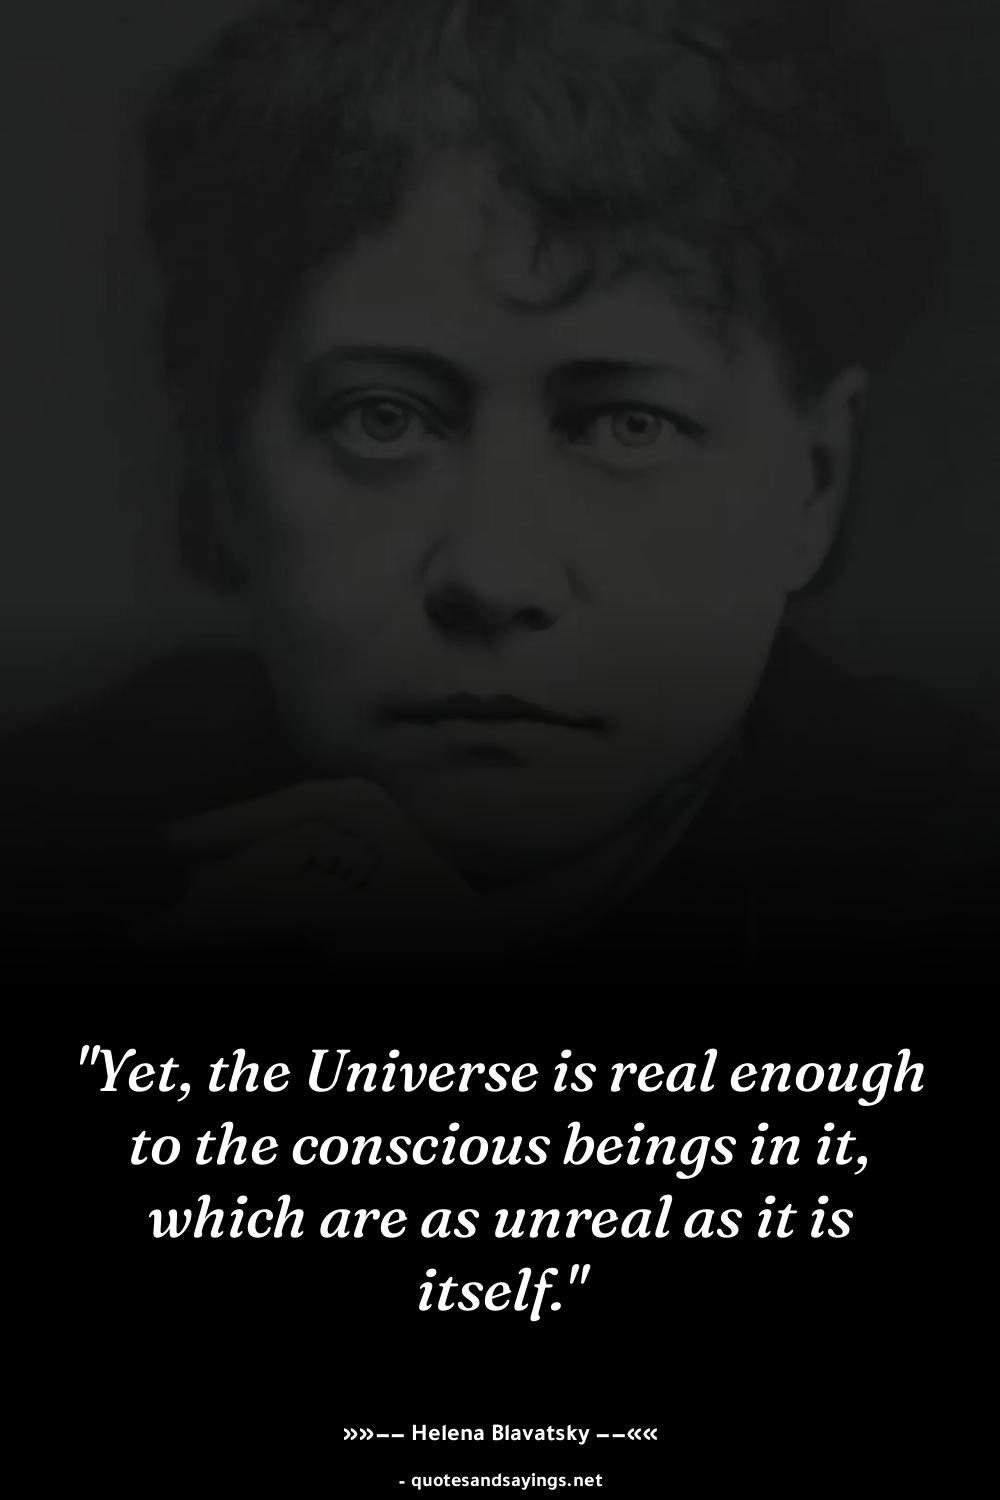 "Yet, the Universe is real enough
to the conscious beings in it,
which are as unreal as it is
itself."
»»–– Helena Blavatsky ––««
- quotesandsayings.net